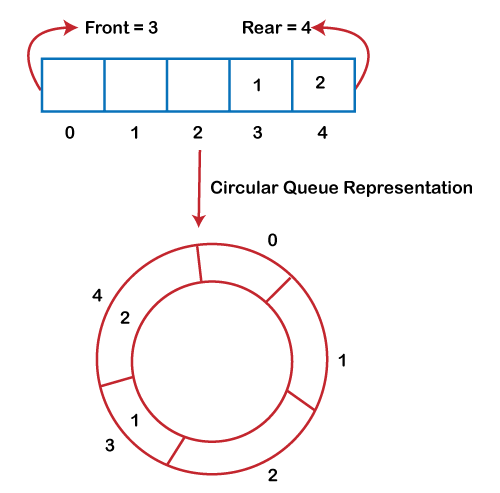 Front = 3 Rear = 4
1 2
0 1 2 3 4
Circular Queue Representation
0
4
2
1
1
3
2